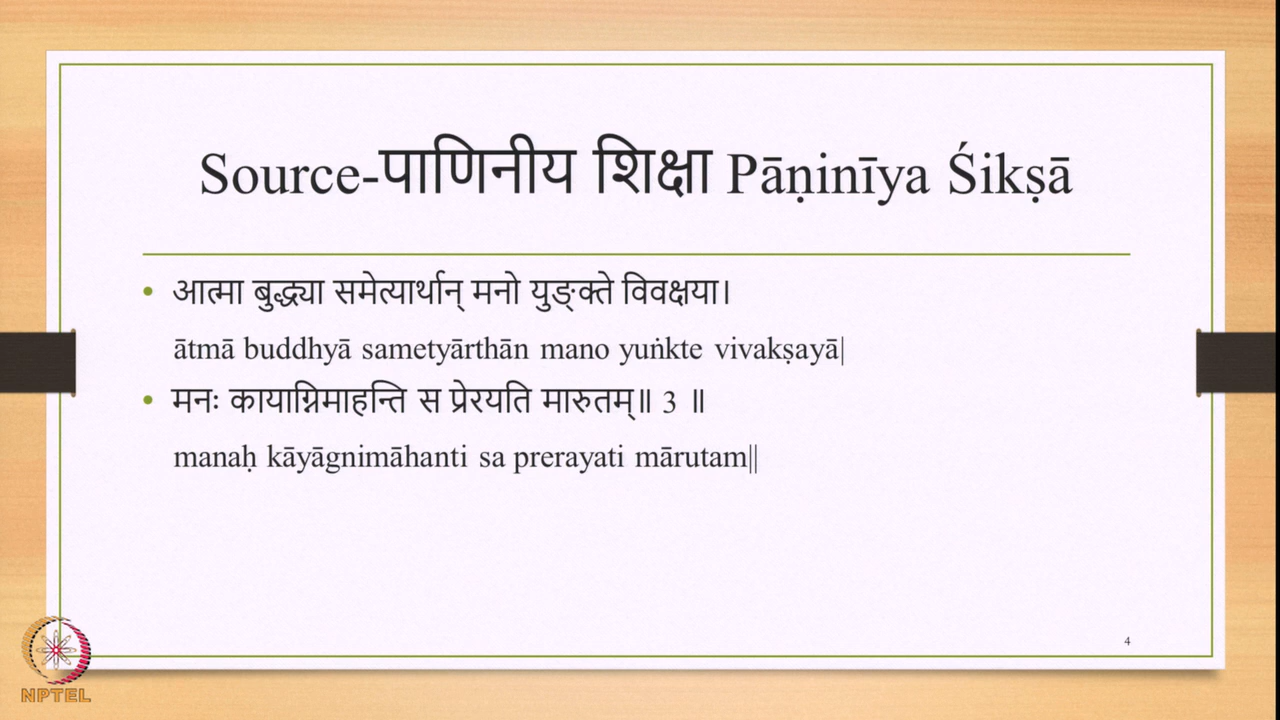 Source-पाणिनीय शिक्षा Pāṇinīya Śikṣā
• आत्मा बुद्ध्या समेत्यार्थान् मनो युङ्क्ते विवक्षया।
ātmā buddhyā sametyārthān mano yuṅkte vivakṣayā|
• मनः कायाग्निमाहन्ति स प्रेरयति मारुतम्॥ 3 ॥
manaḥ kāyāgnimāhanti sa prerayati mārutam||
4
NPTEL